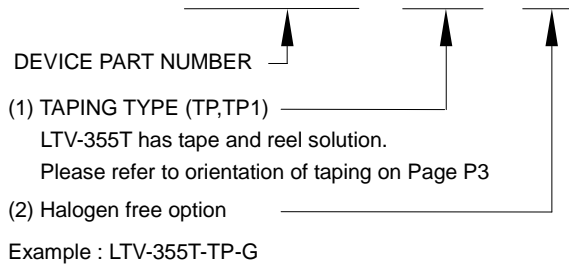 DEVICE PART NUMBER
(1) TAPING TYPE (TP,TP1)
LTV-355T has tape and reel solution.
Please refer to orientation of taping on Page P3
(2) Halogen free option
Example : LTV-355T-TP-G